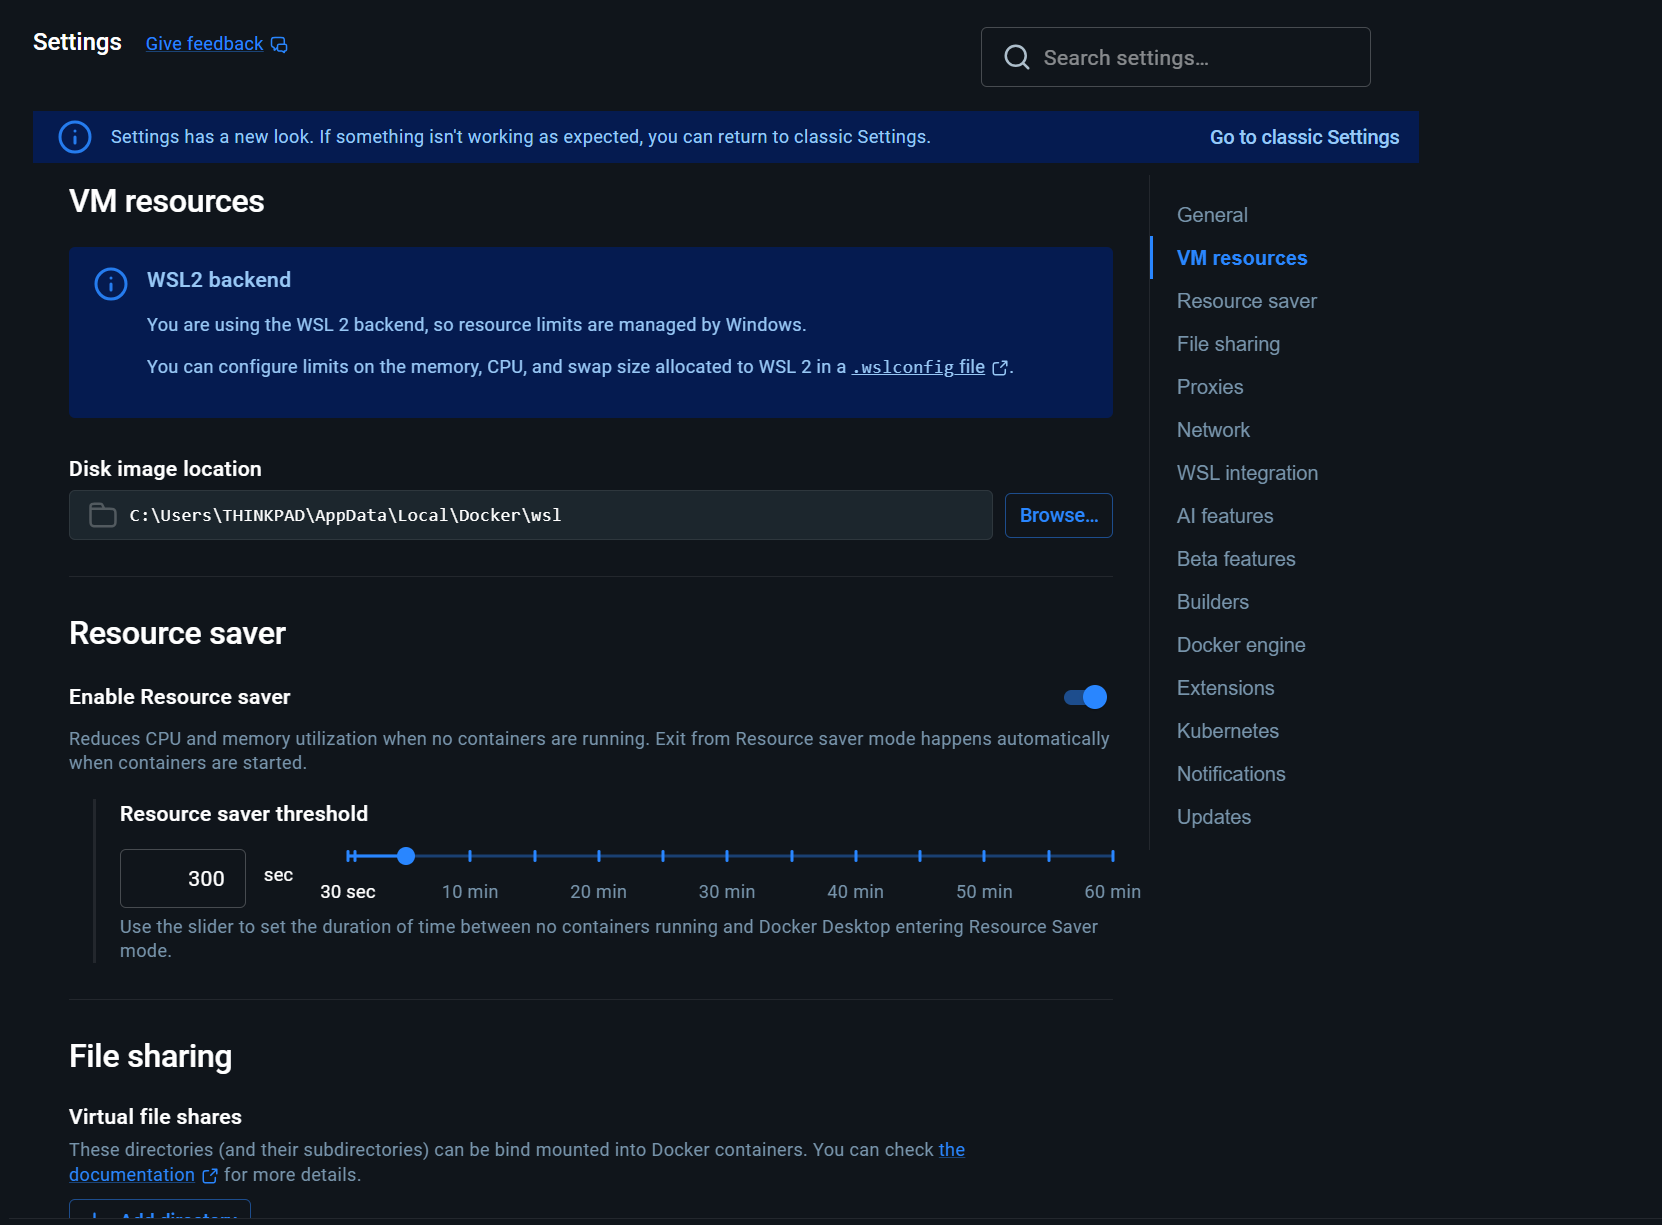 Settings
Give feedback
Search settings...
Settings has a new look. If something isn't working as expected, you can return to classic Settings.
Go to classic Settings
VM resources
WSL2 backend
You are using the WSL 2 backend, so resource limits are managed by Windows.
You can configure limits on the memory, CPU, and swap size allocated to WSL 2 in a .wslconfig file.
Disk image location
C:\Users\THINKPAD\AppData\Local\Docker\wsl
Browse...
Resource saver
Enable Resource saver
Reduces CPU and memory utilization when no containers are running. Exit from Resource saver mode happens automatically
when containers are started.
Resource saver threshold
300
sec
30 sec
10 min
20 min
30 min
40 min
50 min
60 min
Use the slider to set the duration of time between no containers running and Docker Desktop entering Resource Saver
mode.
File sharing
Virtual file shares
These directories (and their subdirectories) can be bind mounted into Docker containers. You can check the
documentation for more details.
Add directory
General
VM resources
Resource saver
File sharing
Proxies
Network
WSL integration
AI features
Beta features
Builders
Docker engine
Extensions
Kubernetes
Notifications
Updates